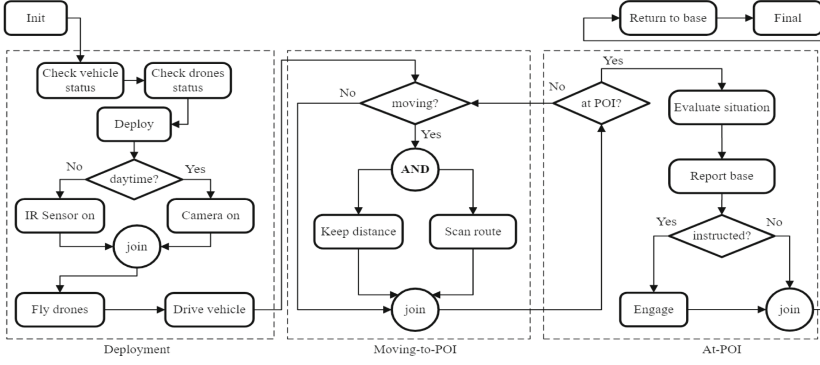 Init
Check vehicle
status
Check drones
status
Deploy
daytime?
No
Yes
IR Sensor on
Camera on
join
Fly drones
Drive vehicle
Deployment
moving?
No
Yes
AND
Keep distance
Scan route
join
Moving-to-POI
Return to base
Final
at POI?
No
Yes
Evaluate situation
Report base
instructed?
Yes
No
Engage
join
At-POI